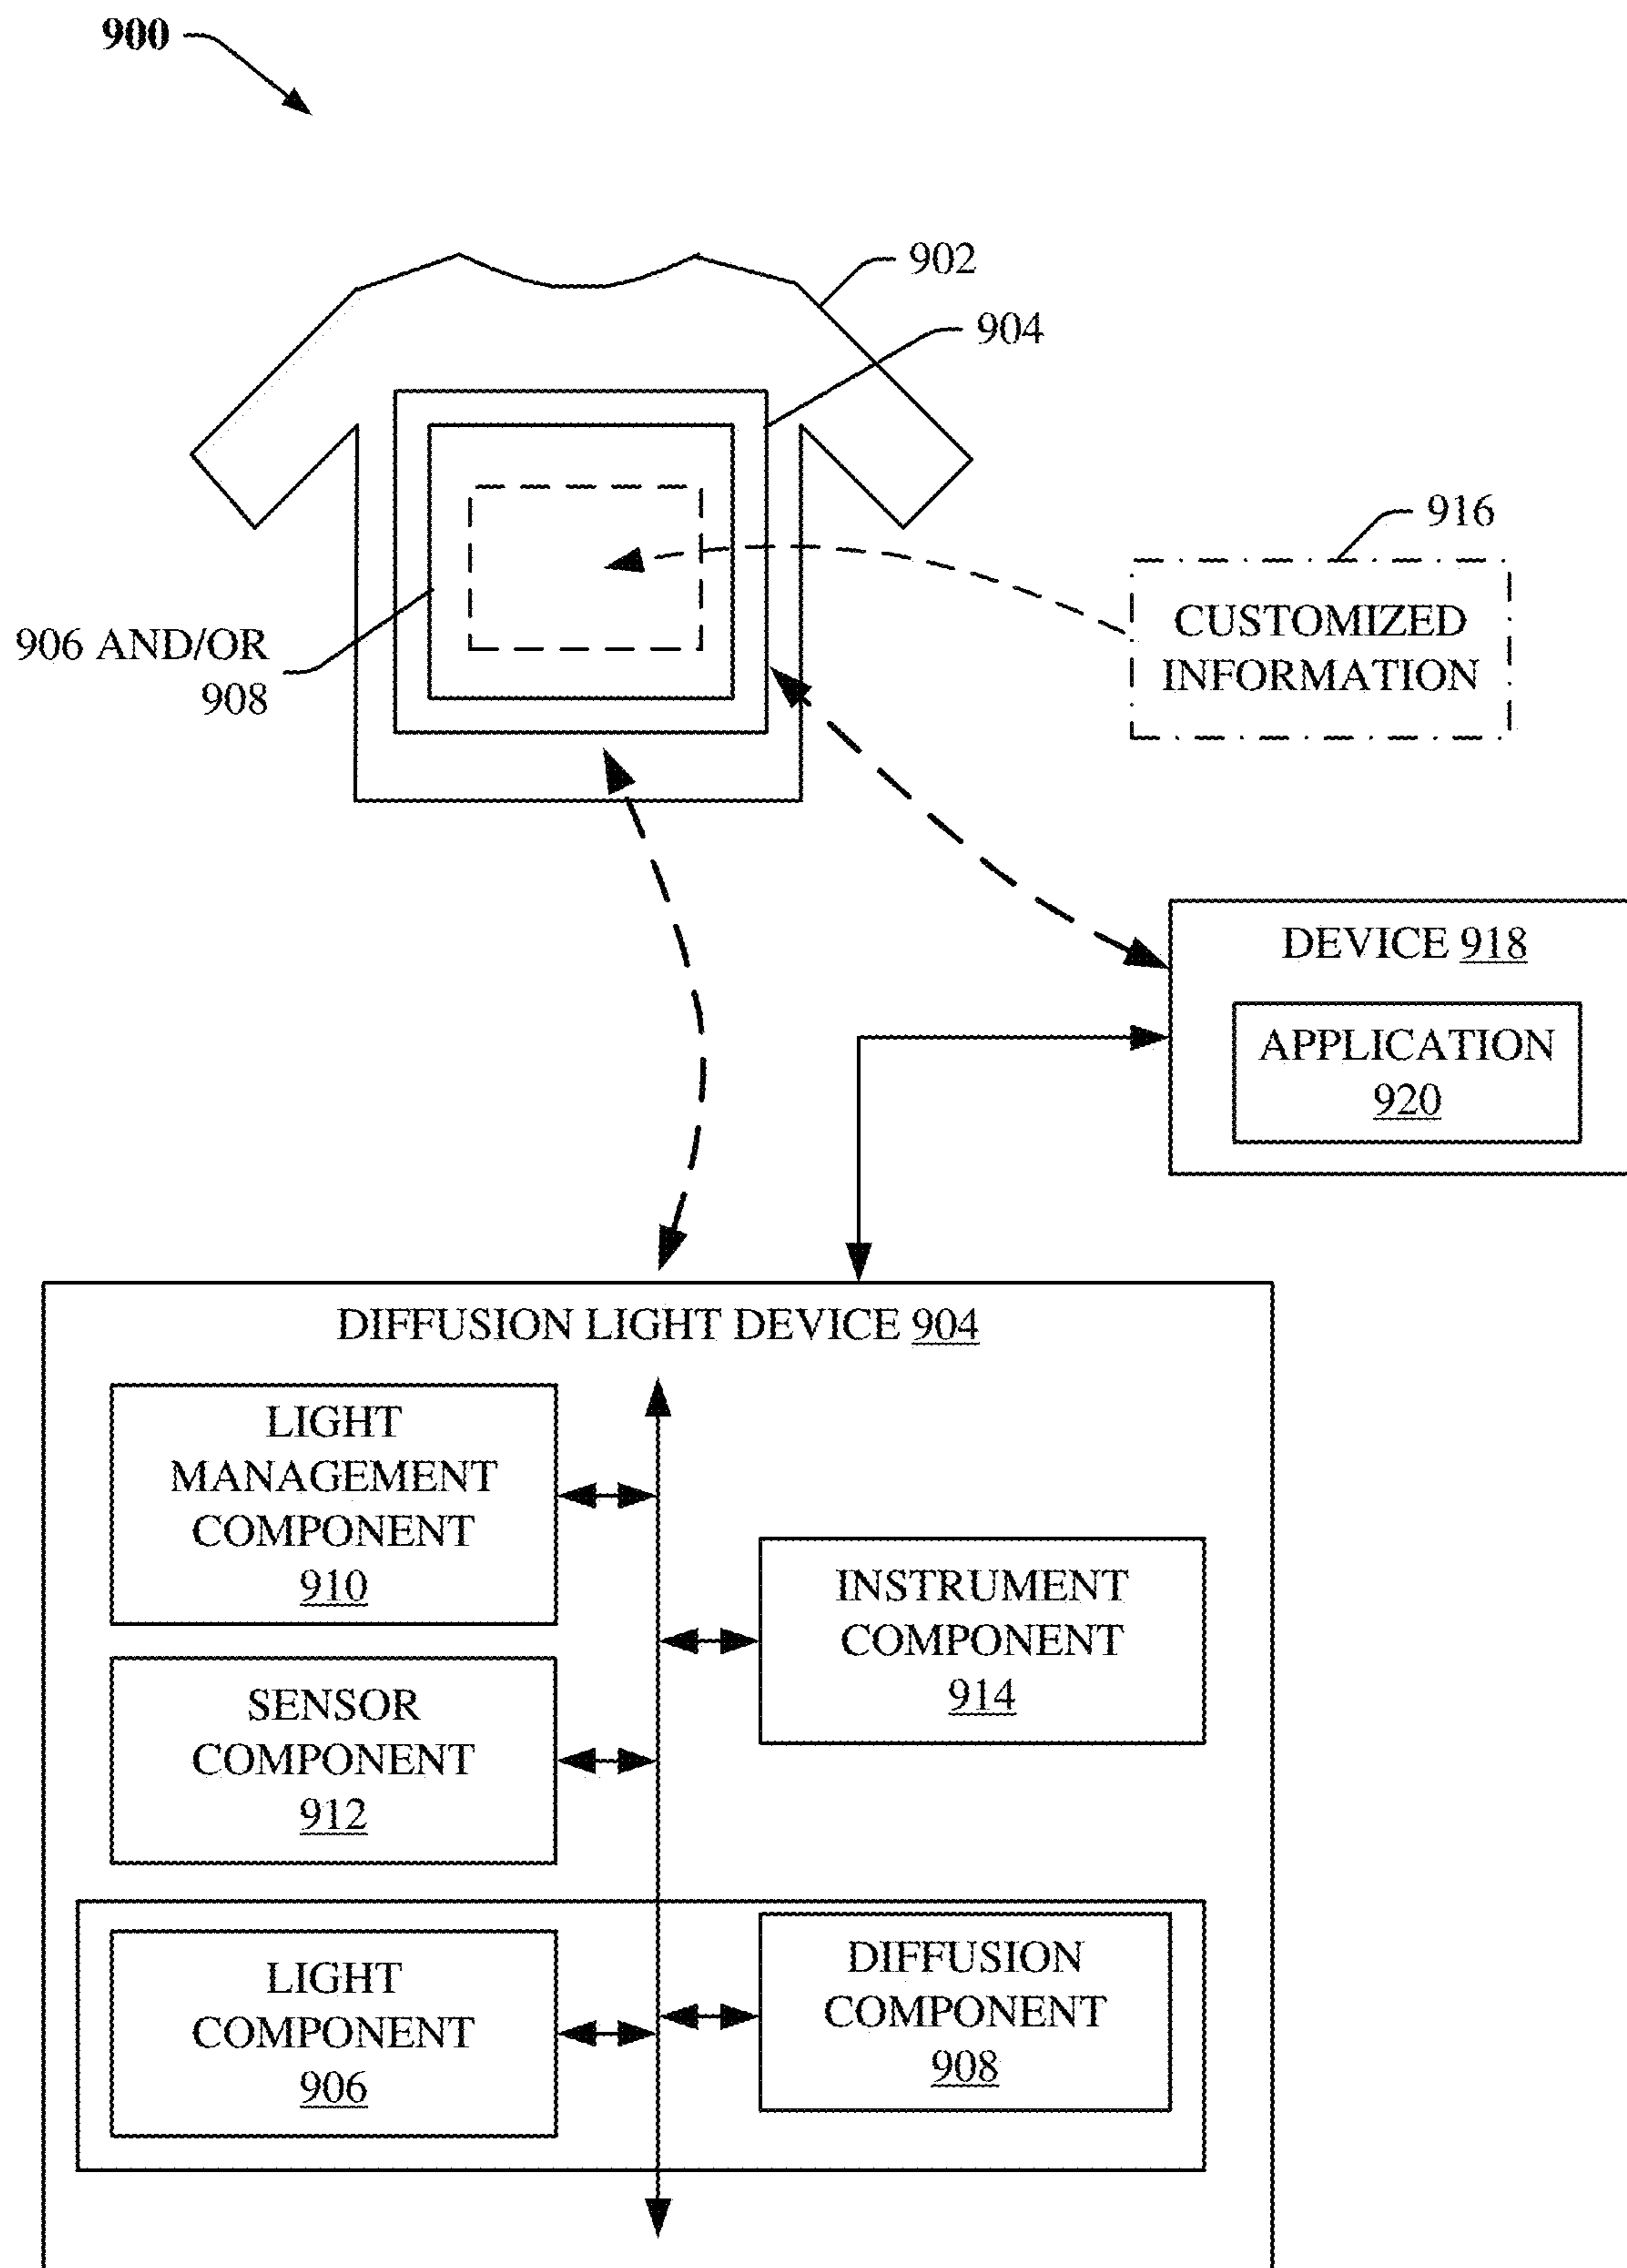 900
902
904
916
CUSTOMIZED
INFORMATION
906 AND/OR
908
DEVICE 918
APPLICATION
920
DIFFUSION LIGHT DEVICE 904
LIGHT
MANAGEMENT
COMPONENT
910
INSTRUMENT
COMPONENT
914
SENSOR
COMPONENT
912
LIGHT
COMPONENT
906
DIFFUSION
COMPONENT
908